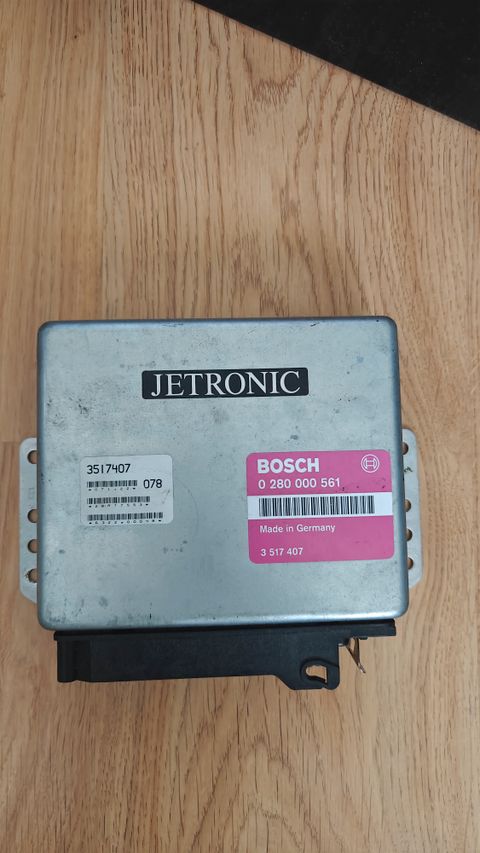 JETRONIC
3517407
078
BOSCH
0 280 000 561
Made in Germany
3 517 407